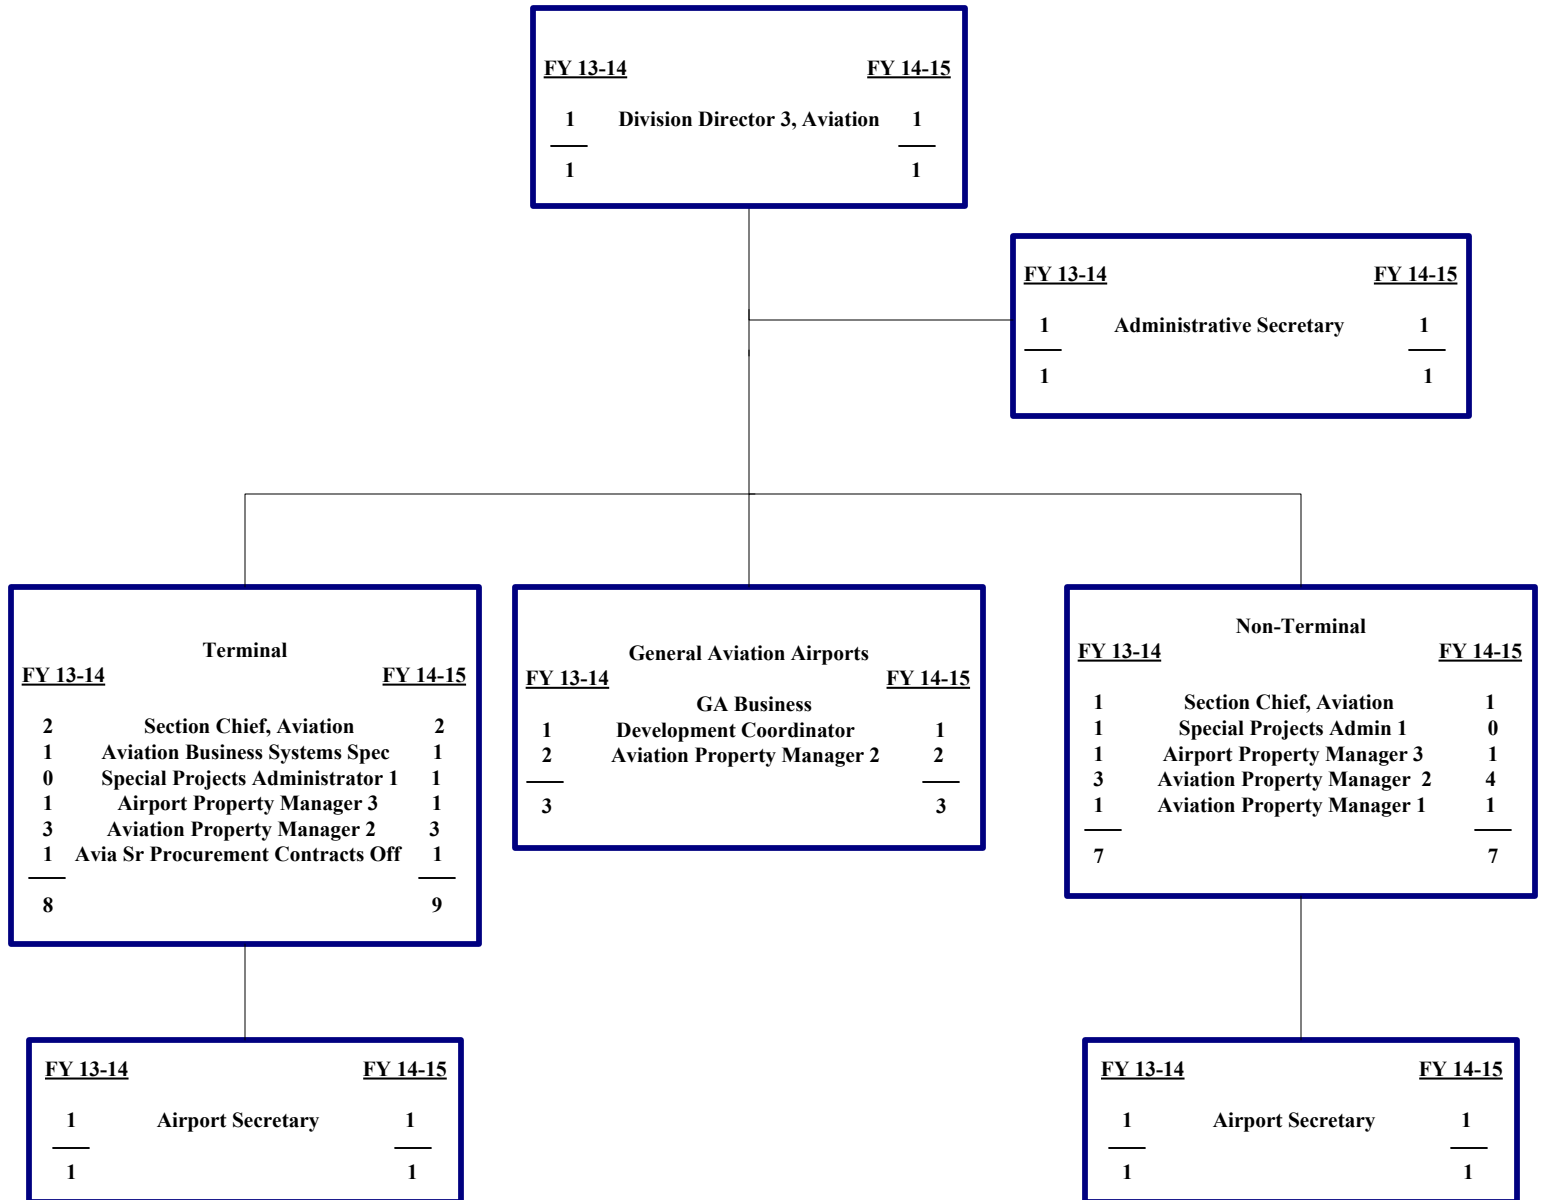 FY 13-14 FY 14-15
1 Division Director 3, Aviation 1
1 1
FY 13-14 FY 14-15
1 Administrative Secretary 1
1 1
Terminal
FY 13-14 FY 14-15
2 Section Chief, Aviation 2
1 Aviation Business Systems Spec 1
0 Special Projects Administrator 1 1
1 Airport Property Manager 3 1
3 Aviation Property Manager 2 3
1 Avia Sr Procurement Contracts Off 1
8 9
General Aviation Airports
FY 13-14 FY 14-15
GA Business
1 Development Coordinator 1
2 Aviation Property Manager 2 2
3 3
Non-Terminal
FY 13-14 FY 14-15
1 Section Chief, Aviation 1
1 Special Projects Admin 1 0
1 Airport Property Manager 3 1
3 Aviation Property Manager 2 4
1 Aviation Property Manager 1 1
7 7
FY 13-14 FY 14-15
1 Airport Secretary 1
1 1
FY 13-14 FY 14-15
1 Airport Secretary 1
1 1